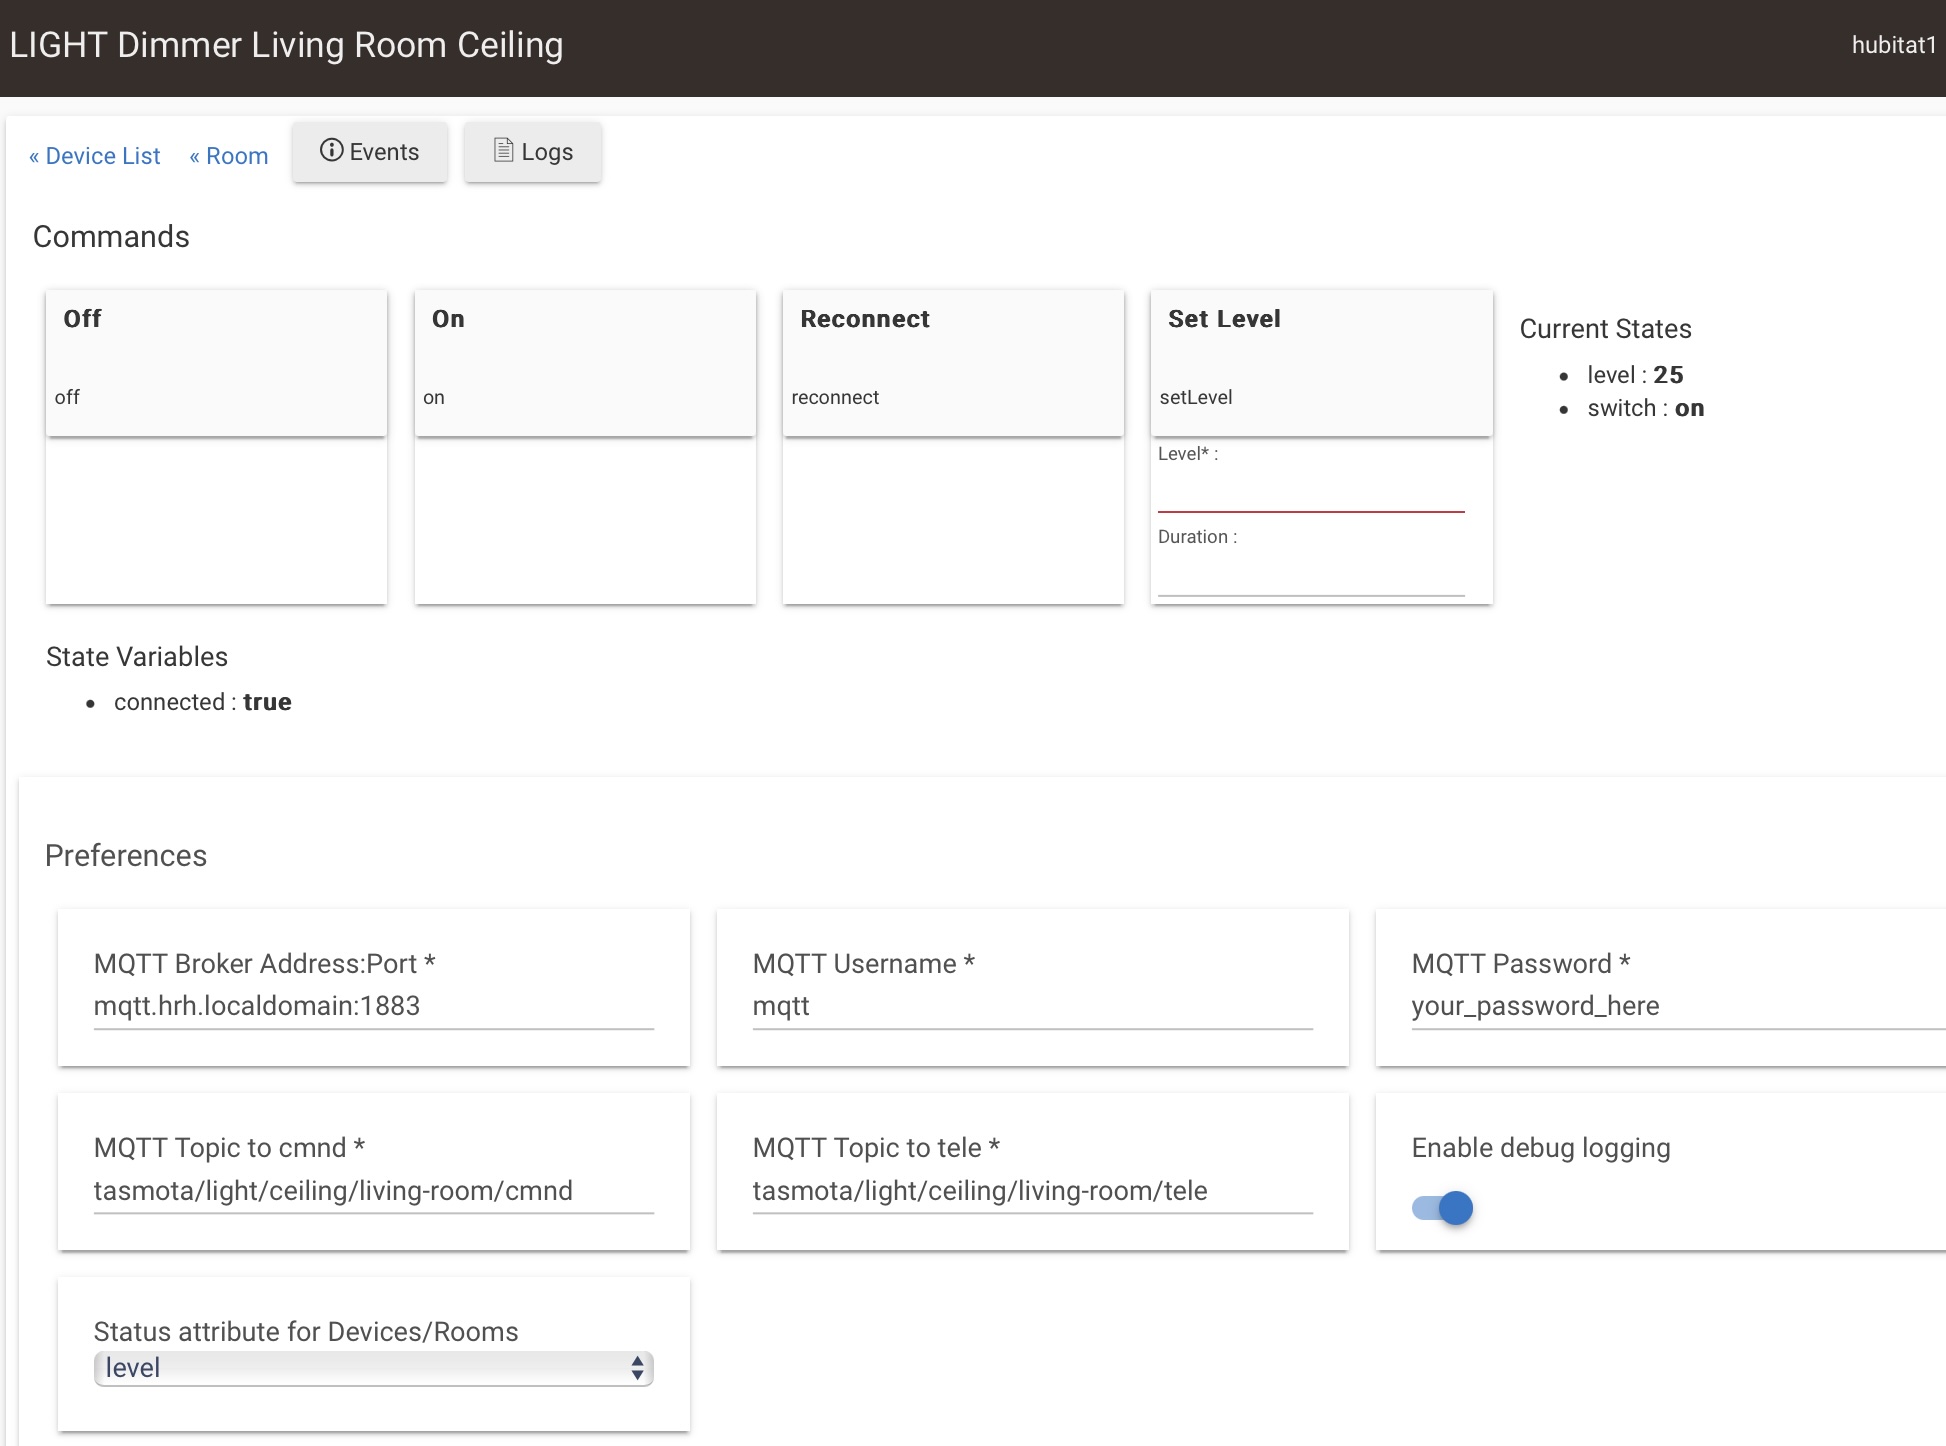 LIGHT Dimmer Living Room Ceiling
hubitat1
« Device List
« Room
Events
Logs
Commands
Off
off
On
on
Reconnect
reconnect
Set Level
setLevel
Level* :
Duration :
Current States
level : 25
switch : on
State Variables
connected : true
Preferences
MQTT Broker Address:Port *
mqtt.hrh.localdomain:1883
MQTT Username *
mqtt
MQTT Password *
your_password_here
MQTT Topic to cmnd *
tasmota/light/ceiling/living-room/cmnd
MQTT Topic to tele *
tasmota/light/ceiling/living-room/tele
Enable debug logging
Status attribute for Devices/Rooms
level